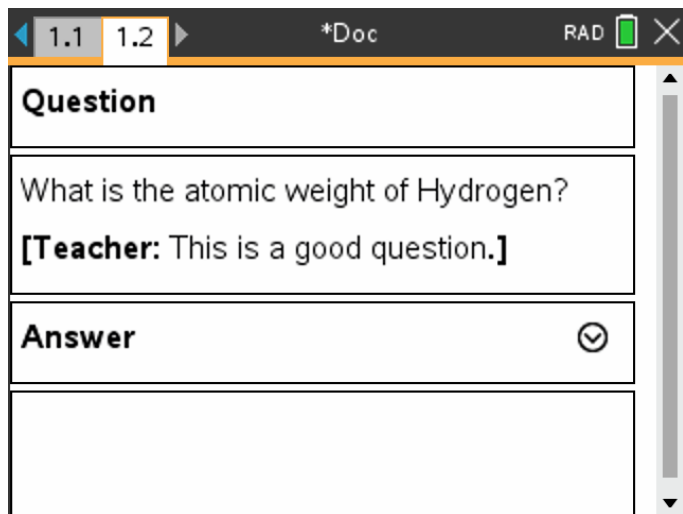 1.1 1.2 *Doc RAD
Question
What is the atomic weight of Hydrogen?
[Teacher: This is a good question.]
Answer